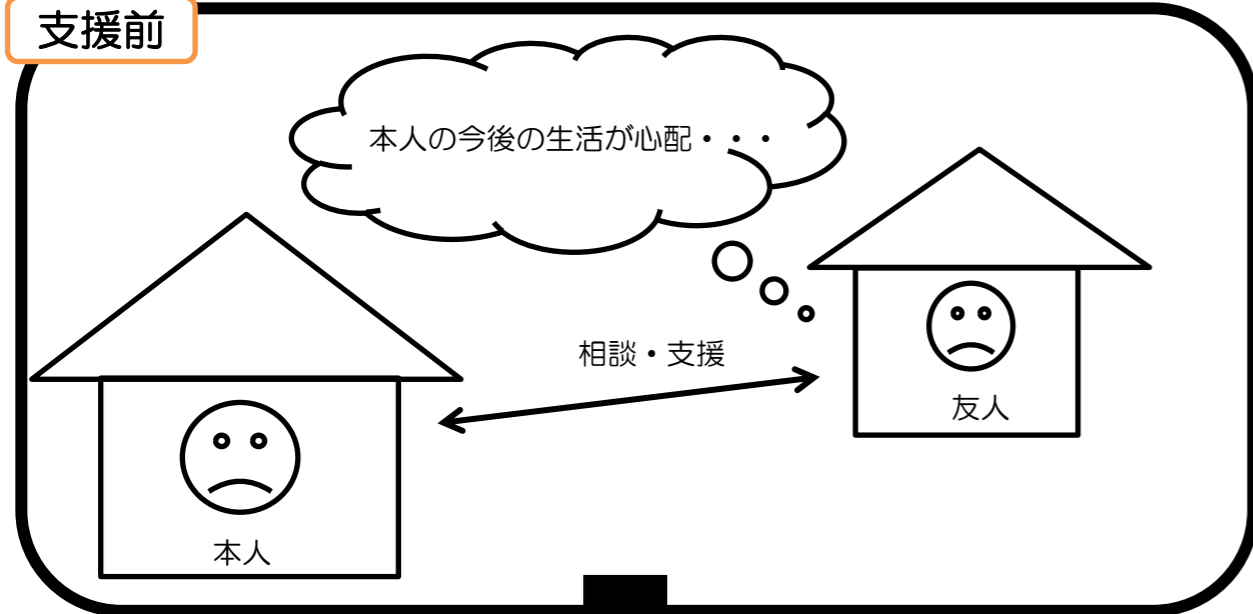 支援前
本人の今後の生活が心配・・・
相談・支援
友人
本人